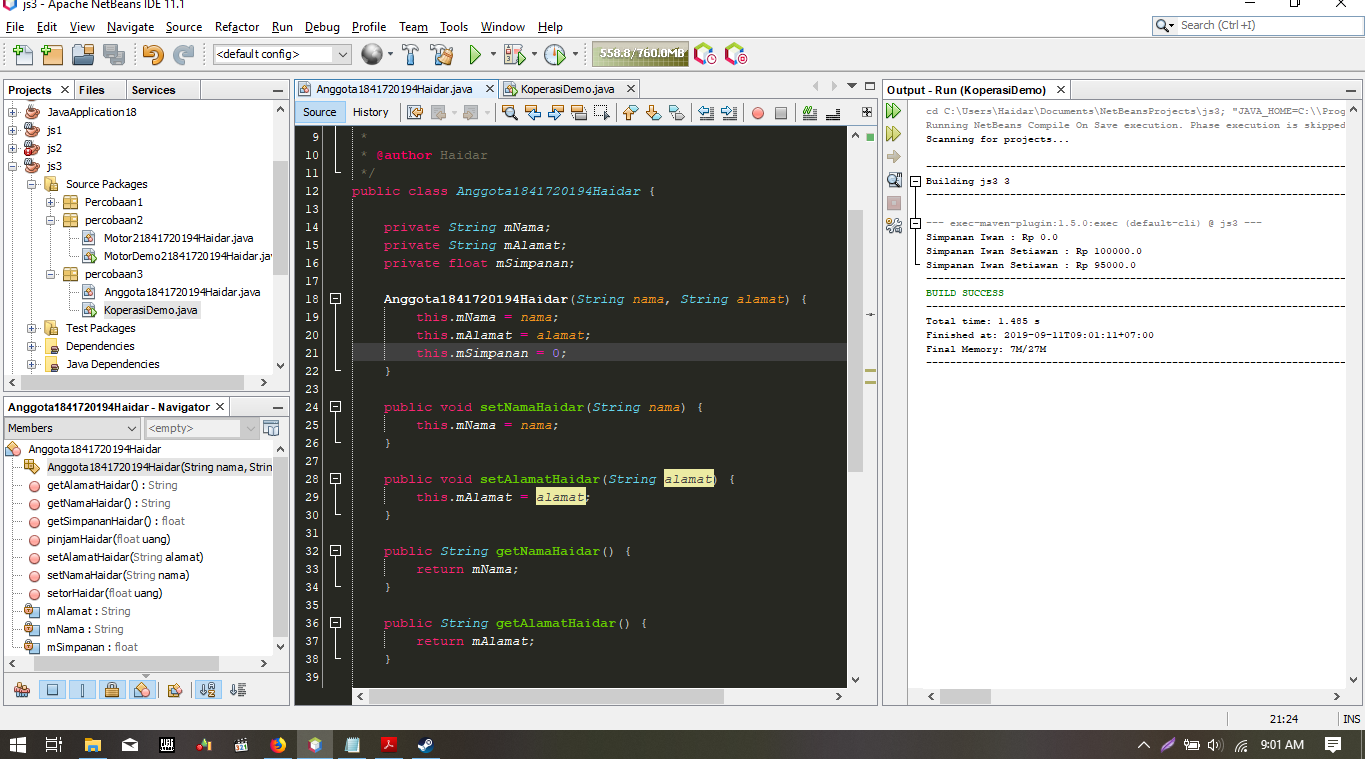 js3 - Apache NetBeans IDE 11.1
File Edit View Navigate Source Refactor Run Debug Profile Team Tools Window Help
Search (Ctrl+I)
<default config>
558.8/760.0MB
Projects Files Services
JavaApplication18
js1
js2
js3
Source Packages
Percobaan1
percobaan2
Motor21841720194Haidar.java
MotorDemo21841720194Haidar.jav
percobaan3
Anggota1841720194Haidar.java
KoperasiDemo.java
Test Packages
Dependencies
Java Dependencies
Anggota1841720194Haidar - Navigator
Members <empty>
Anggota1841720194Haidar
Anggota1841720194Haidar(String nama, Strin
getAlamatHaidar() : String
getNamaHaidar() : String
getSimpananHaidar() : float
pinjamHaidar(float uang)
setAlamatHaidar(String alamat)
setNamaHaidar(String nama)
setorHaidar(float uang)
mAlamat : String
mNama : String
mSimpanan : float
Anggota1841720194Haidar.java KoperasiDemo.java
Source History
9 *
10 * @author Haidar
11 */
12 public class Anggota1841720194Haidar {
13
14 private String mNama;
15 private String mAlamat;
16 private float mSimpanan;
17
18 Anggota1841720194Haidar(String nama, String alamat) {
19 this.mNama = nama;
20 this.mAlamat = alamat;
21 this.mSimpanan = 0;
22 }
23
24 public void setNamaHaidar(String nama) {
25 this.mNama = nama;
26 }
27
28 public void setAlamatHaidar(String alamat) {
29 this.mAlamat = alamat;
30 }
31
32 public String getNamaHaidar() {
33 return mNama;
34 }
35
36 public String getAlamatHaidar() {
37 return mAlamat;
38 }
39
Output - Run (KoperasiDemo)
cd C:\Users\Haidar\Documents\NetBeansProjects\js3; "JAVA_HOME=C:\\Prog
Running NetBeans Compile On Save execution. Phase execution is skipped
Scanning for projects...
Building js3 3
--- exec-maven-plugin:1.5.0:exec (default-cli) @ js3 ---
Simpanan Iwan : Rp 0.0
Simpanan Iwan Setiawan : Rp 100000.0
Simpanan Iwan Setiawan : Rp 95000.0
BUILD SUCCESS
Total time: 1.485 s
Finished at: 2019-09-11T09:01:11+07:00
Final Memory: 7M/27M
21:24 INS
9:01 AM